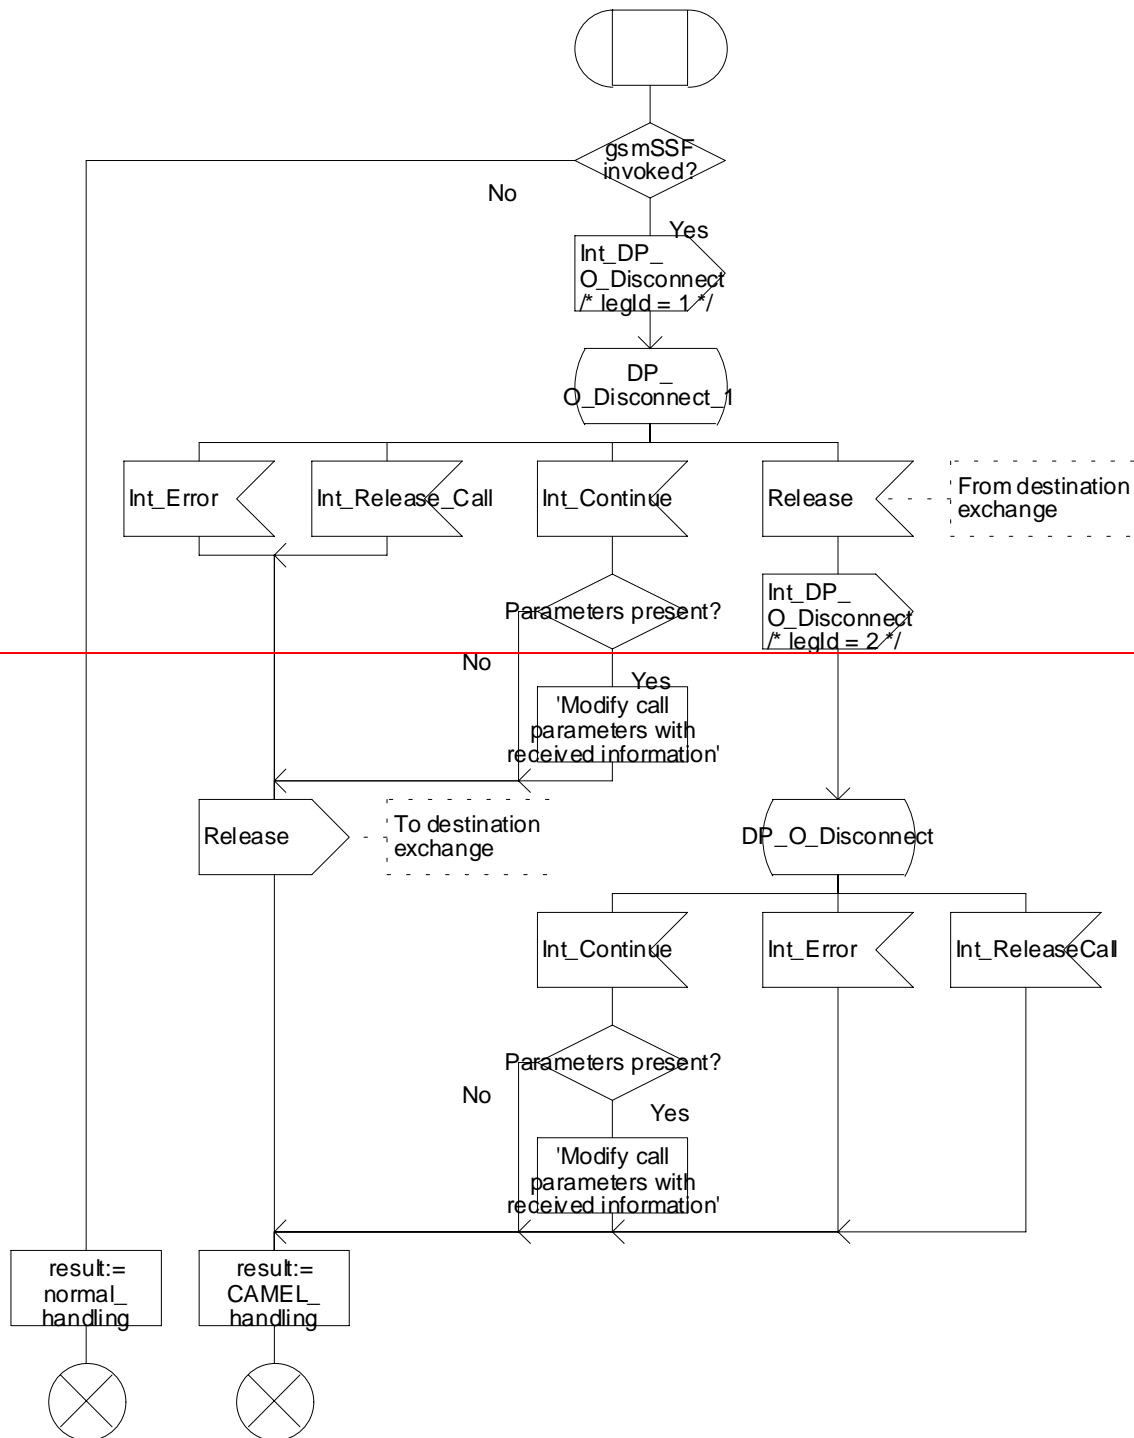 gsmSSF
invoked?
No
Yes
Int_DP_
O_Disconnect
/* legId = 1 */
DP_
O_Disconnect_1
Int_Error
Int_Release_Call
Int_Continue
Release
From destination
exchange
Parameters present?
Int_DP_
O_Disconnect
/* legId = 2 */
No
Yes
'Modify call
parameters with
received information'
Release
To destination
exchange
DP_O_Disconnect
Int_Continue
Int_Error
Int_ReleaseCall
Parameters present?
No
Yes
'Modify call
parameters with
received information'
result:=
normal_
handling
result:=
CAMEL_
handling